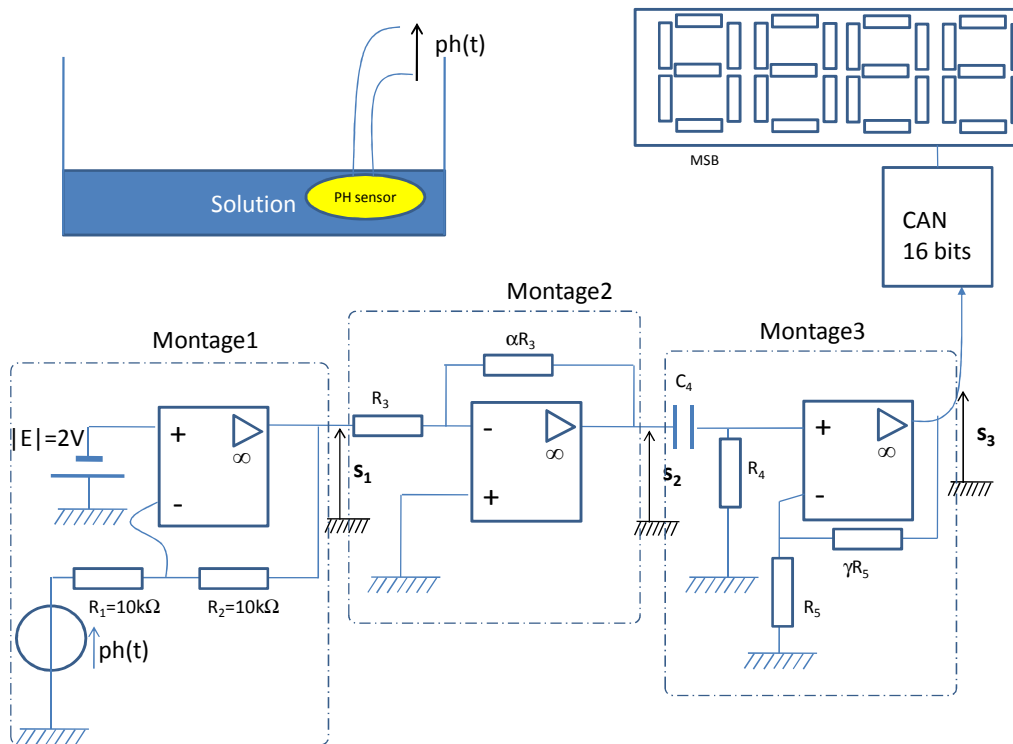 ph(t)
PH sensor
Solution
MSB
CAN
16 bits
Montage1
Montage2
Montage3
|E|=2V
+
∞
-
R₁=10kΩ
R₂=10kΩ
ph(t)
s₁
R₃
αR₃
-
∞
+
s₂
C₄
R₄
+
∞
-
γR₅
R₅
s₃